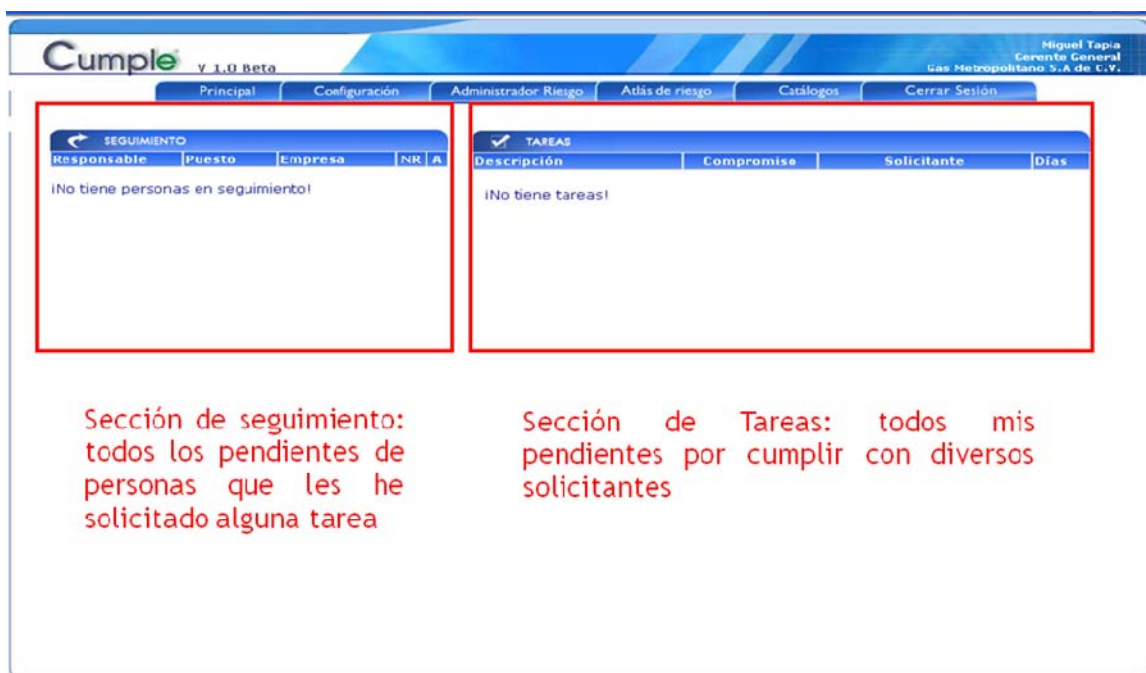 Cumple
V 1.0 Beta
Miguel Tapia
Gerente General
Gas Metropolitano S.A de C.V.
Principal Configuración Administrador Riesgo Atlás de riesgo Catálogos Cerrar Sesión
SEGUIMIENTO
Responsable Puesto Empresa NR A
¡No tiene personas en seguimiento!
TAREAS
Descripción Compromiso Solicitante Días
¡No tiene tareas!
Sección de seguimiento:
todos los pendientes de
personas que les he
solicitado alguna tarea
Sección de Tareas: todos mis
pendientes por cumplir con diversos
solicitantes